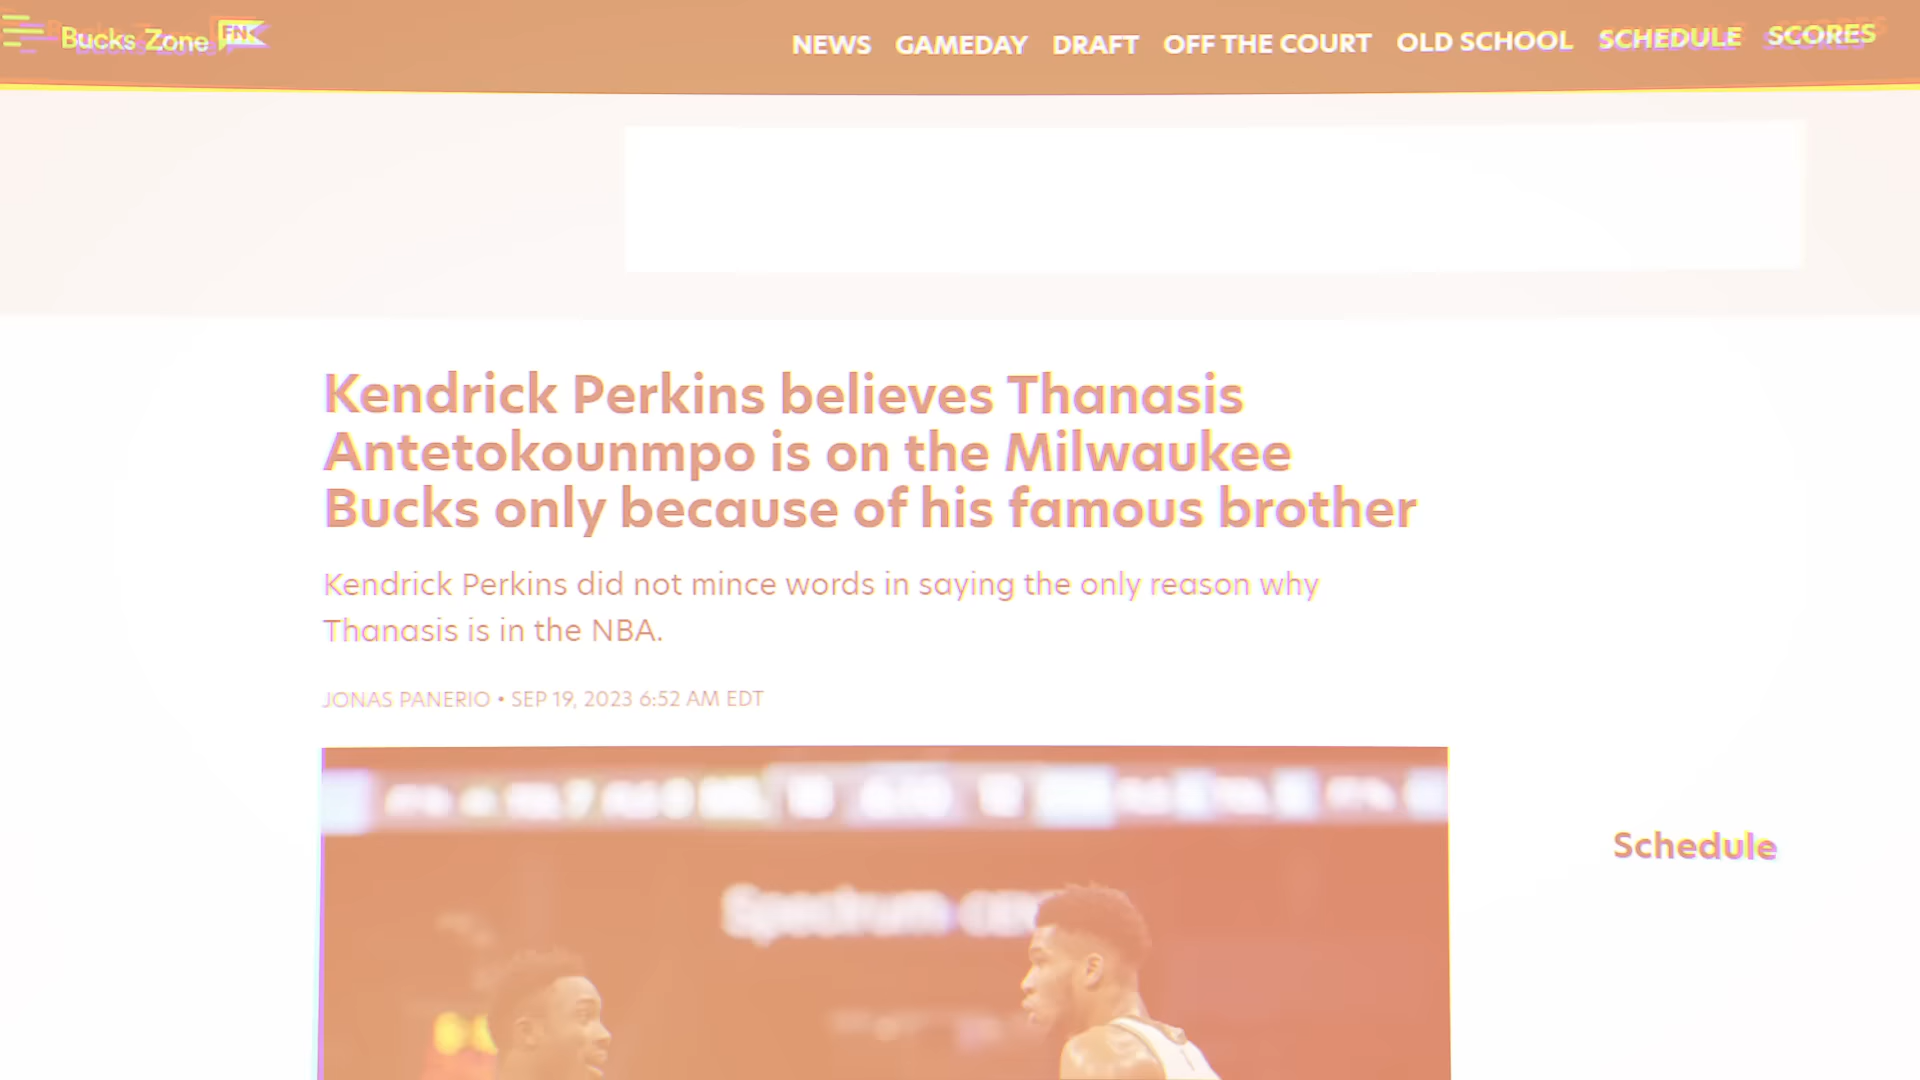 Bucks Zone FN
NEWS GAMEDAY DRAFT OFF THE COURT OLD SCHOOL SCHEDULE SCORES
Kendrick Perkins believes Thanasis
Antetokounmpo is on the Milwaukee
Bucks only because of his famous brother
Kendrick Perkins did not mince words in saying the only reason why
Thanasis is in the NBA.
JONAS PANERIO • SEP 19, 2023 6:52 AM EDT
Schedule
Spectrum